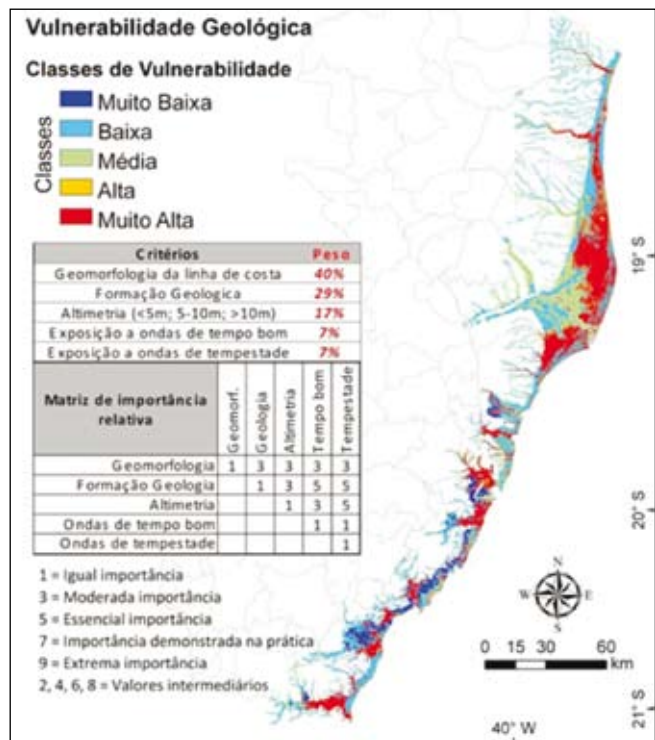 Vulnerabilidade Geológica
Classes de Vulnerabilidade
Classes
Muito Baixa
Baixa
Média
Alta
Muito Alta
Critérios Peso
Geomorfologia da linha de costa 40%
Formação Geologica 29%
Altimetria (<5m; 5-10m; >10m) 17%
Exposição a ondas de tempo bom 7%
Exposição a ondas de tempestade 7%
Matriz de importância relativa Geomorf. Geologia Altimetria Tempo bom Tempestade
Geomorfologia 1 3 3 3 3
Formação Geologia 1 3 5 5
Altimetria 1 3 5
Ondas de tempo bom 1 1
Ondas de tempestade 1
1 = Igual importância
3 = Moderada importância
5 = Essencial importância
7 = Importância demonstrada na prática
9 = Extrema importância
2, 4, 6, 8 = Valores intermediários
19° S
20° S
21° S
N
W E
S
0 15 30 60
km
40° W